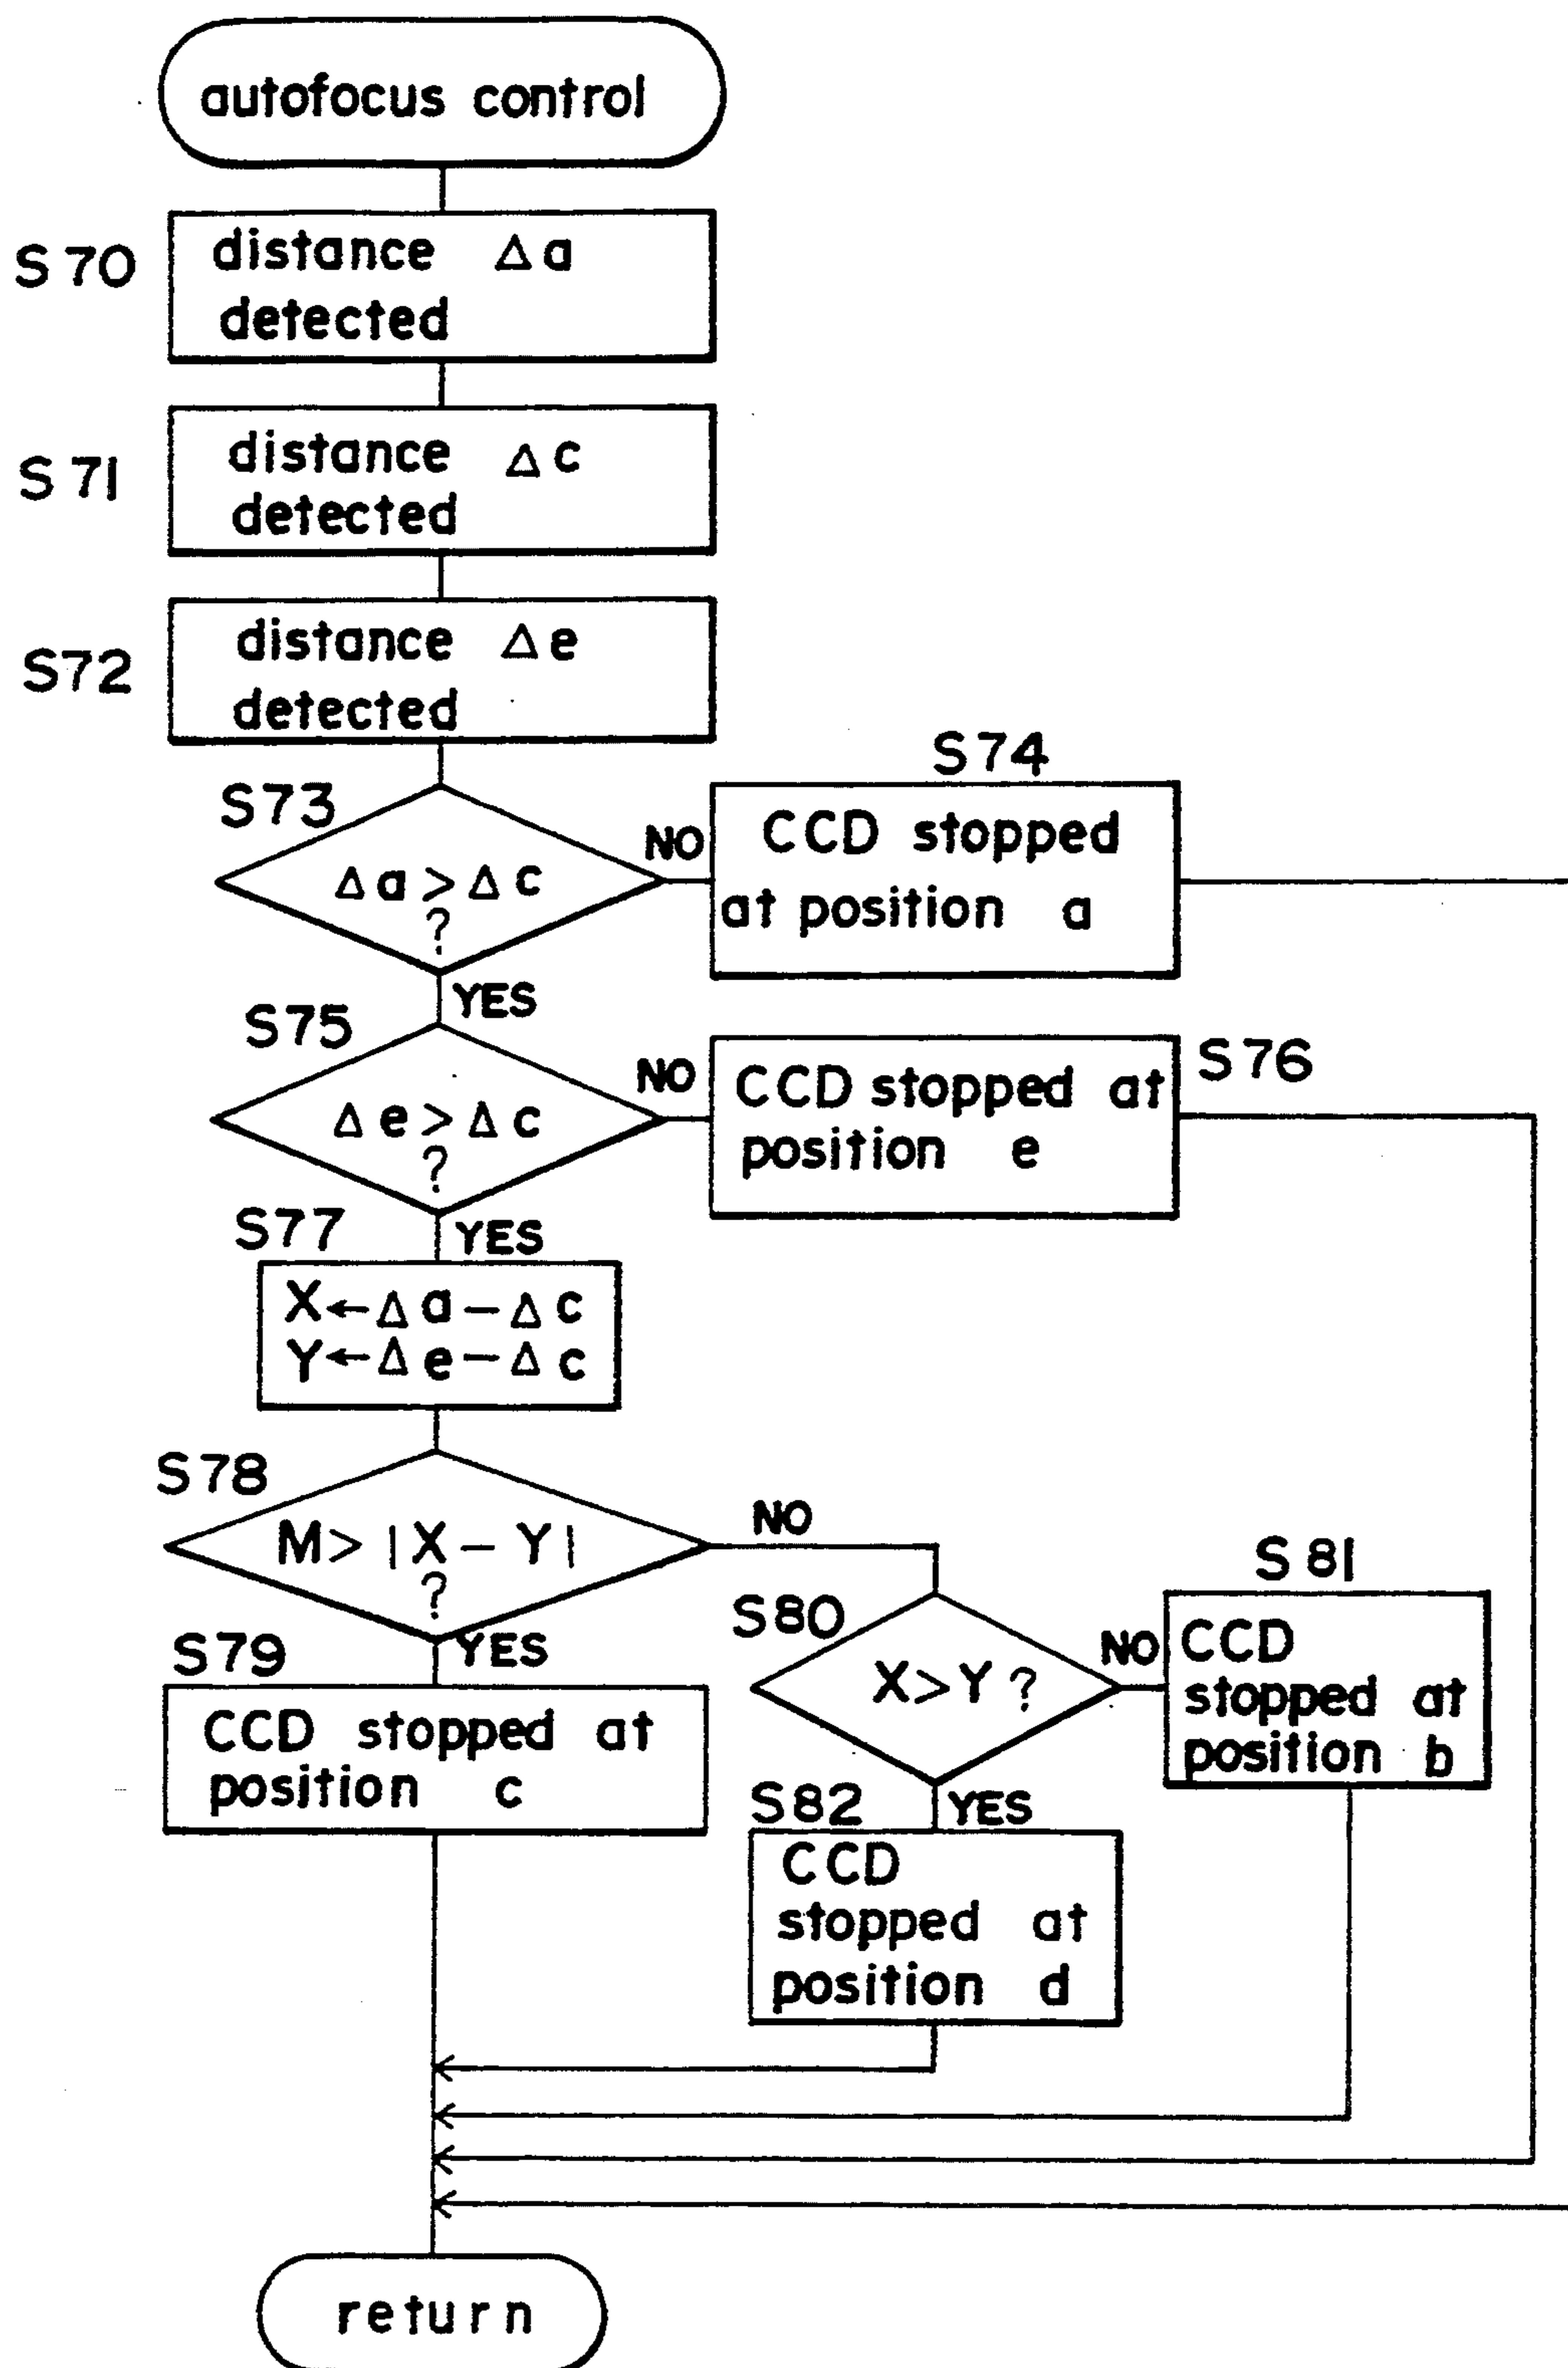 autofocus control
S70
distance Δa
detected
S71
distance Δc
detected
S72
distance Δe
detected
S73
Δa > Δc
?
NO
S74
CCD stopped
at position a
YES
S75
Δe > Δc
?
NO
CCD stopped at
position e
S76
YES
S77
X←Δa−Δc
Y←Δe−Δc
S78
M> |X − Y|
?
NO
YES
S79
CCD stopped at
position c
S80
X>Y ?
NO
S81
CCD
stopped at
position b
YES
S82
CCD
stopped at
position d
return